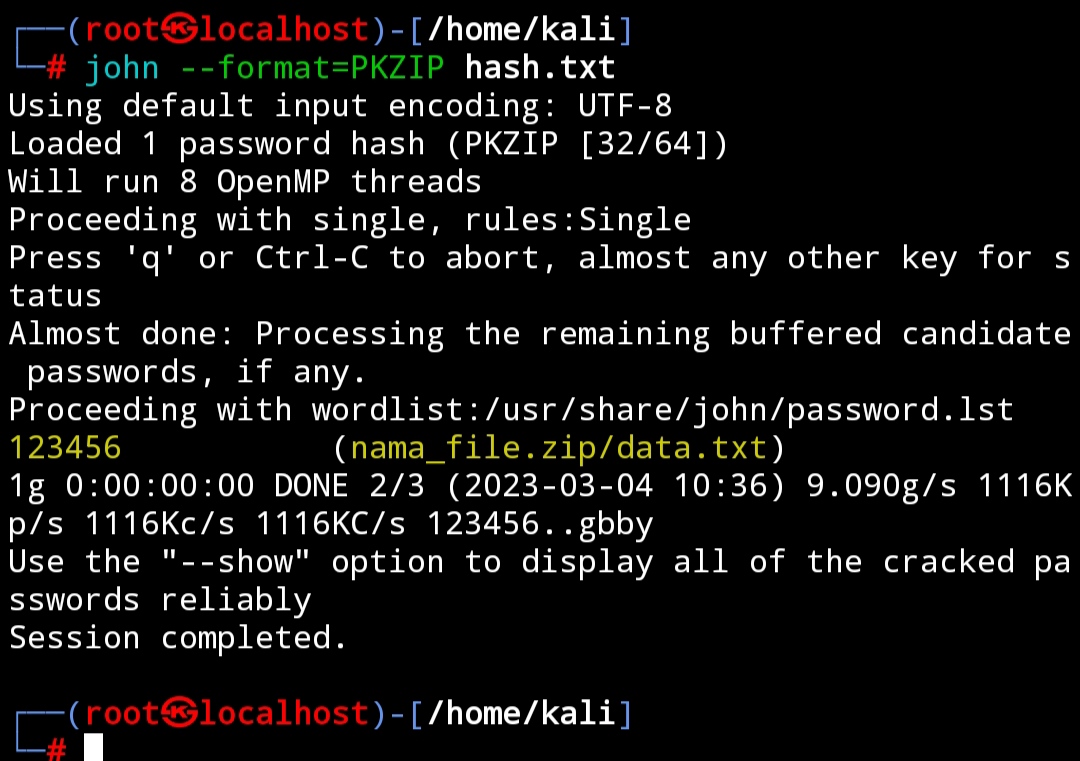 ┌──(root㉿localhost)-[/home/kali]
└─# john --format=PKZIP hash.txt
Using default input encoding: UTF-8
Loaded 1 password hash (PKZIP [32/64])
Will run 8 OpenMP threads
Proceeding with single, rules:Single
Press 'q' or Ctrl-C to abort, almost any other key for s
tatus
Almost done: Processing the remaining buffered candidate
 passwords, if any.
Proceeding with wordlist:/usr/share/john/password.lst
123456           (nama_file.zip/data.txt)
1g 0:00:00:00 DONE 2/3 (2023-03-04 10:36) 9.090g/s 1116K
p/s 1116Kc/s 1116KC/s 123456..gbby
Use the "--show" option to display all of the cracked pa
sswords reliably
Session completed.
┌──(root㉿localhost)-[/home/kali]
└─#